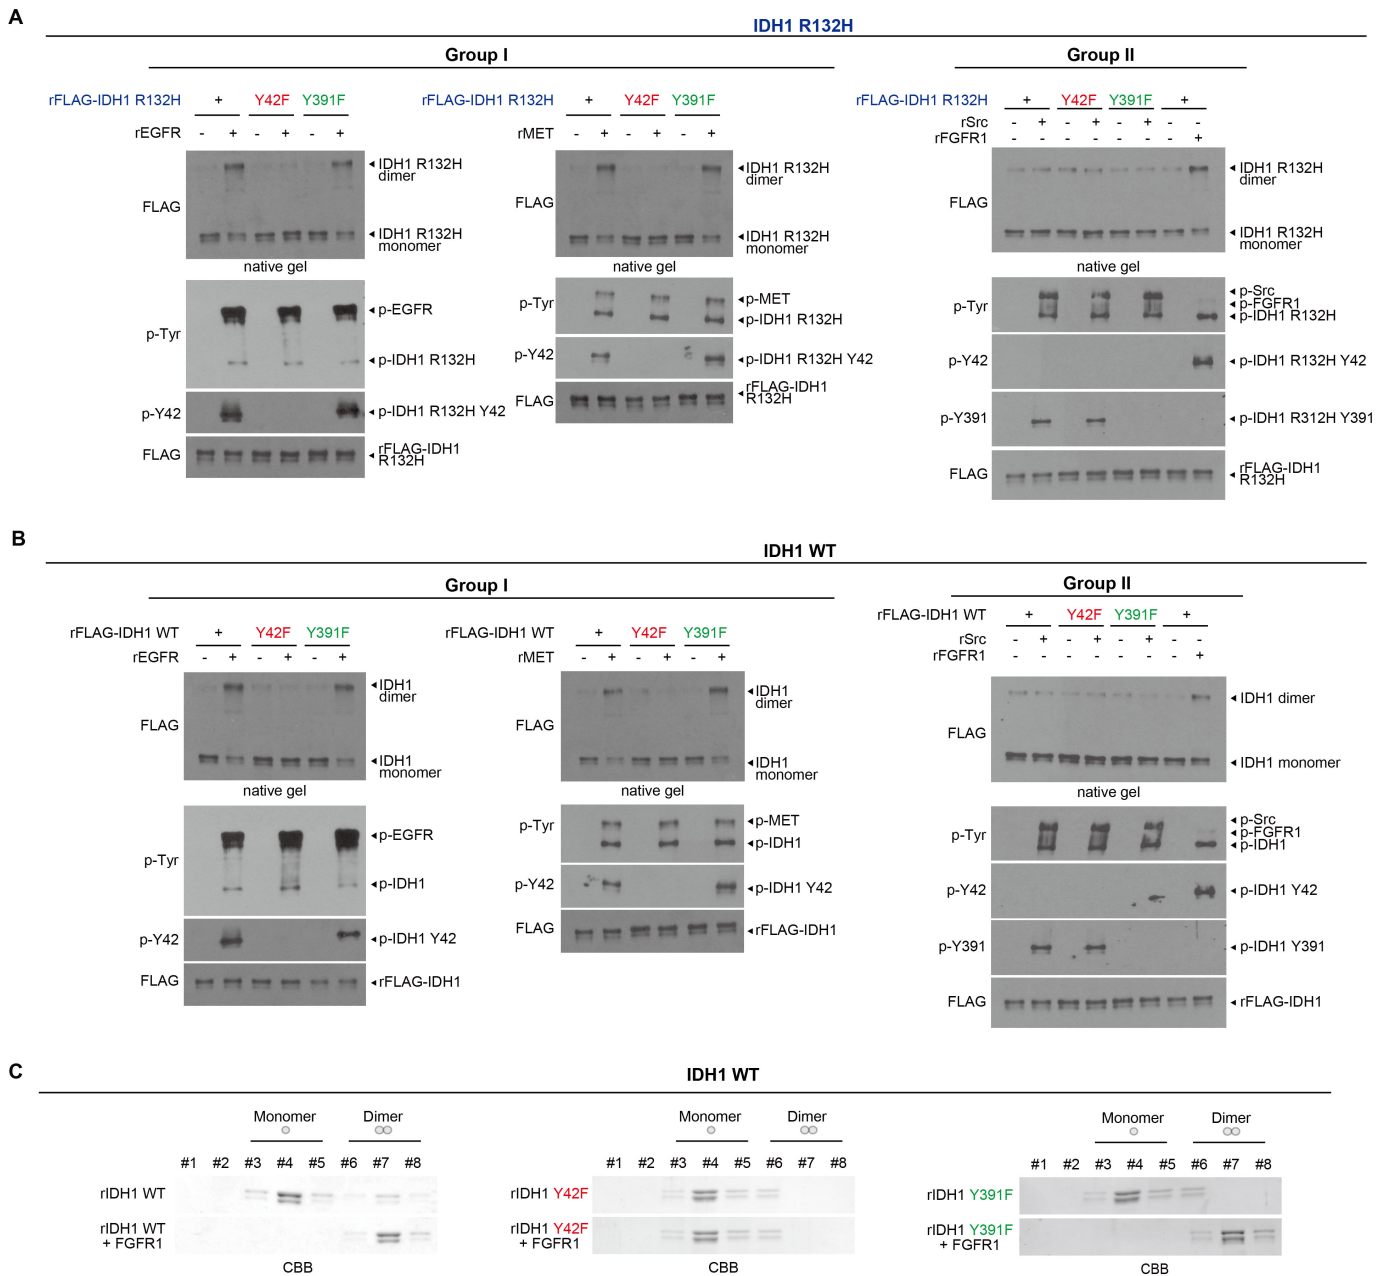 A
IDH1 R132H
Group I
Group II
rFLAG-IDH1 R132H + Y42F Y391F
rEGFR - + - + - +
FLAG
IDH1 R132H
dimer
IDH1 R132H
monomer
native gel
p-Tyr
p-EGFR
p-IDH1 R132H
p-Y42
p-IDH1 R132H Y42
FLAG
rFLAG-IDH1
R132H
rFLAG-IDH1 R132H + Y42F Y391F
rMET - + - + - +
FLAG
IDH1 R132H
dimer
IDH1 R132H
monomer
native gel
p-Tyr
p-MET
p-IDH1 R132H
p-Y42
p-IDH1 R132H Y42
FLAG
rFLAG-IDH1
R132H
rFLAG-IDH1 R132H + Y42F Y391F +
rSrc - + - + - + - -
rFGFR1 - - - - - - - +
FLAG
IDH1 R132H
dimer
IDH1 R132H
monomer
native gel
p-Tyr
p-Src
p-FGFR1
p-IDH1 R132H
p-Y42
p-IDH1 R132H Y42
p-Y391
p-IDH1 R312H Y391
FLAG
rFLAG-IDH1
R132H
B
IDH1 WT
Group I
Group II
rFLAG-IDH1 WT + Y42F Y391F
rEGFR - + - + - +
FLAG
IDH1
dimer
IDH1
monomer
native gel
p-Tyr
p-EGFR
p-IDH1
p-Y42
p-IDH1 Y42
FLAG
rFLAG-IDH1
rFLAG-IDH1 WT + Y42F Y391F
rMET - + - + - +
FLAG
IDH1
dimer
IDH1
monomer
native gel
p-Tyr
p-MET
p-IDH1
p-Y42
p-IDH1 Y42
FLAG
rFLAG-IDH1
rFLAG-IDH1 WT + Y42F Y391F +
rSrc - + - + - + - -
rFGFR1 - - - - - - - +
FLAG
IDH1 dimer
IDH1 monomer
native gel
p-Tyr
p-Src
p-FGFR1
p-IDH1
p-Y42
p-IDH1 Y42
p-Y391
p-IDH1 Y391
FLAG
rFLAG-IDH1
C
IDH1 WT
Monomer Dimer
#1 #2 #3 #4 #5 #6 #7 #8
rIDH1 WT
rIDH1 WT
+ FGFR1
CBB
Monomer Dimer
#1 #2 #3 #4 #5 #6 #7 #8
rIDH1 Y42F
rIDH1 Y42F
+ FGFR1
CBB
Monomer Dimer
#1 #2 #3 #4 #5 #6 #7 #8
rIDH1 Y391F
rIDH1 Y391F
+ FGFR1
CBB